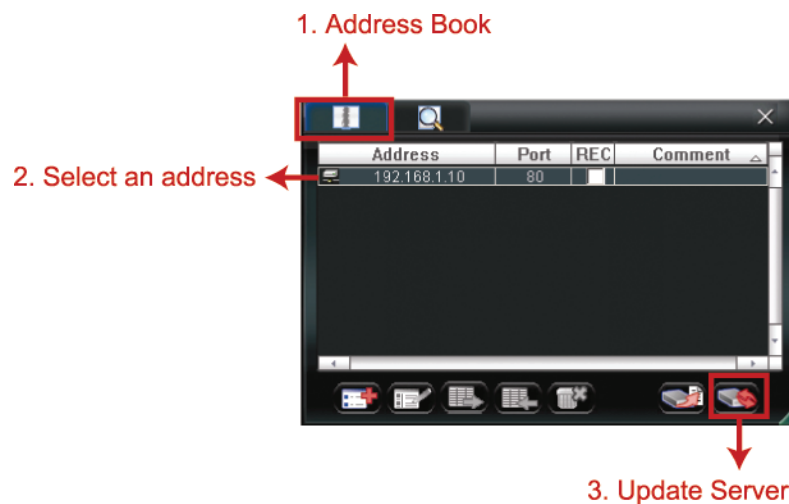 1. Address Book
Address Port REC Comment
2. Select an address
192.168.1.10 80
3. Update Server